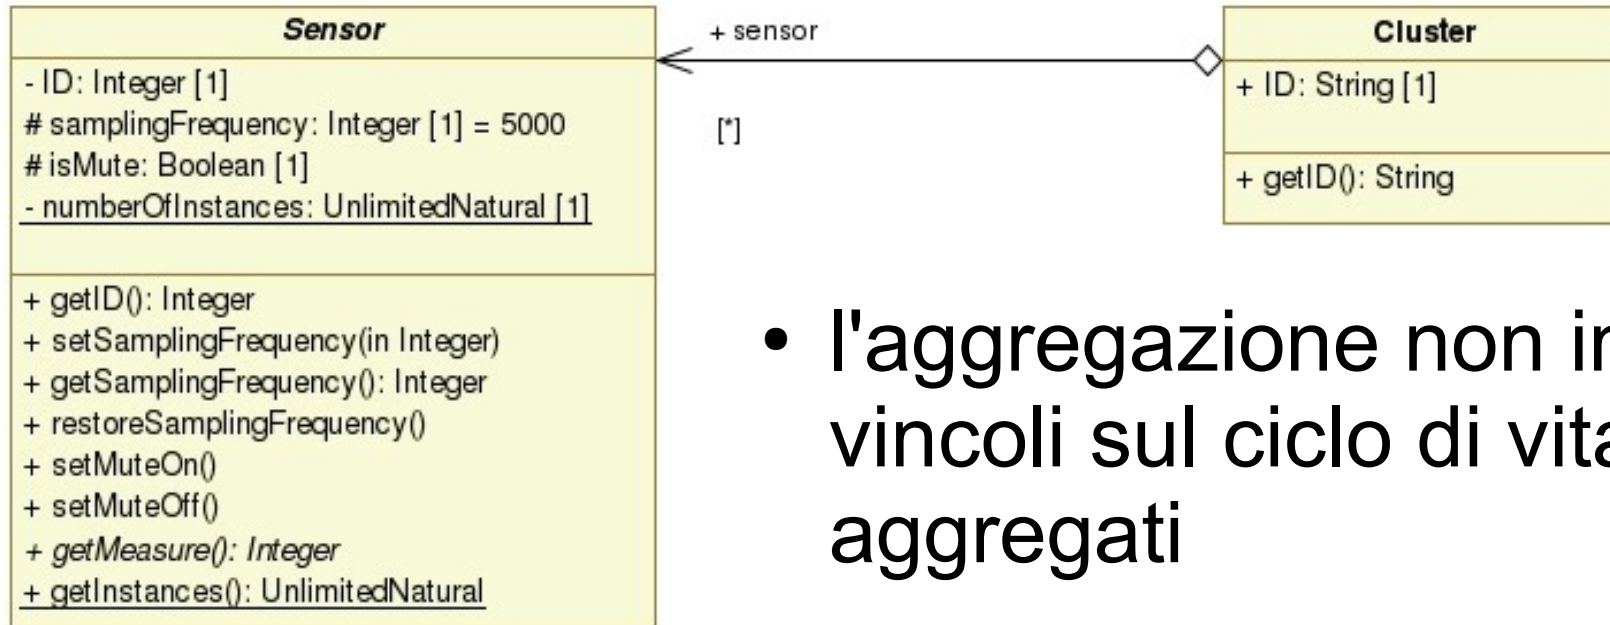 Sensor
- ID: Integer [1]
# samplingFrequency: Integer [1] = 5000
# isMute: Boolean [1]
- numberOfInstances: UnlimitedNatural [1]
+ getID(): Integer
+ setSamplingFrequency(in Integer)
+ getSamplingFrequency(): Integer
+ restoreSamplingFrequency()
+ setMuteOn()
+ setMuteOff()
+ getMeasure(): Integer
+ getInstances(): UnlimitedNatural
+ sensor
[*]
Cluster
+ ID: String [1]
+ getID(): String
• l'aggregazione non
vincoli sul ciclo di vita
aggregati